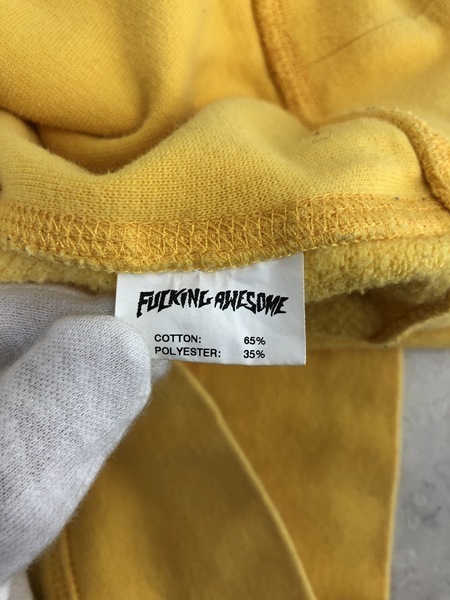 FUCKING AWESOME
COTTON: 65%
POLYESTER: 35%